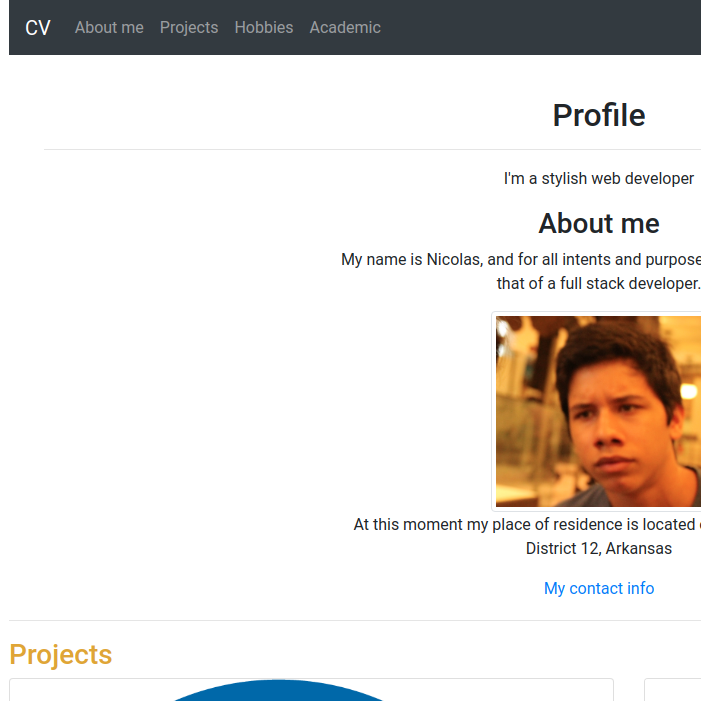 CV About me Projects Hobbies Academic
Profile
I'm a stylish web developer
About me
My name is Nicolas, and for all intents and purpose
that of a full stack developer.
At this moment my place of residence is located
District 12, Arkansas
My contact info
Projects